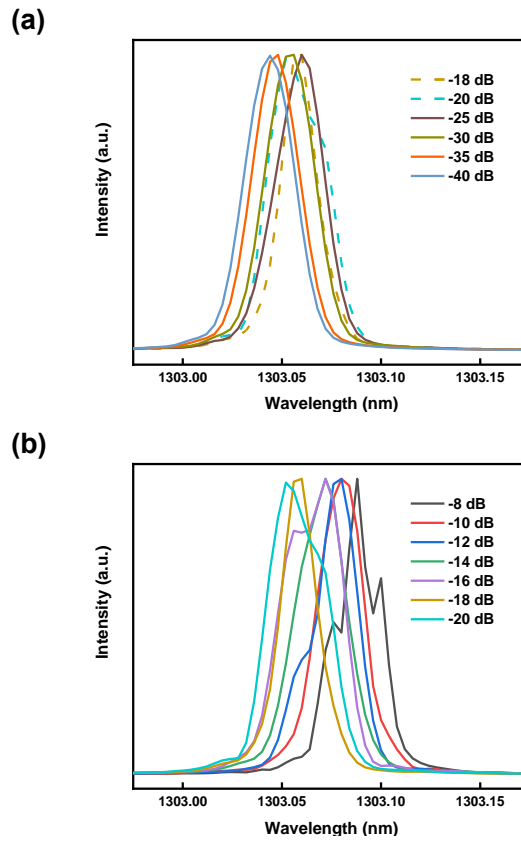 (a)
Intensity (a.u.)
-18 dB
-20 dB
-25 dB
-30 dB
-35 dB
-40 dB
1303.00 1303.05 1303.10 1303.15
Wavelength (nm)
(b)
Intensity (a.u.)
-8 dB
-10 dB
-12 dB
-14 dB
-16 dB
-18 dB
-20 dB
1303.00 1303.05 1303.10 1303.15
Wavelength (nm)